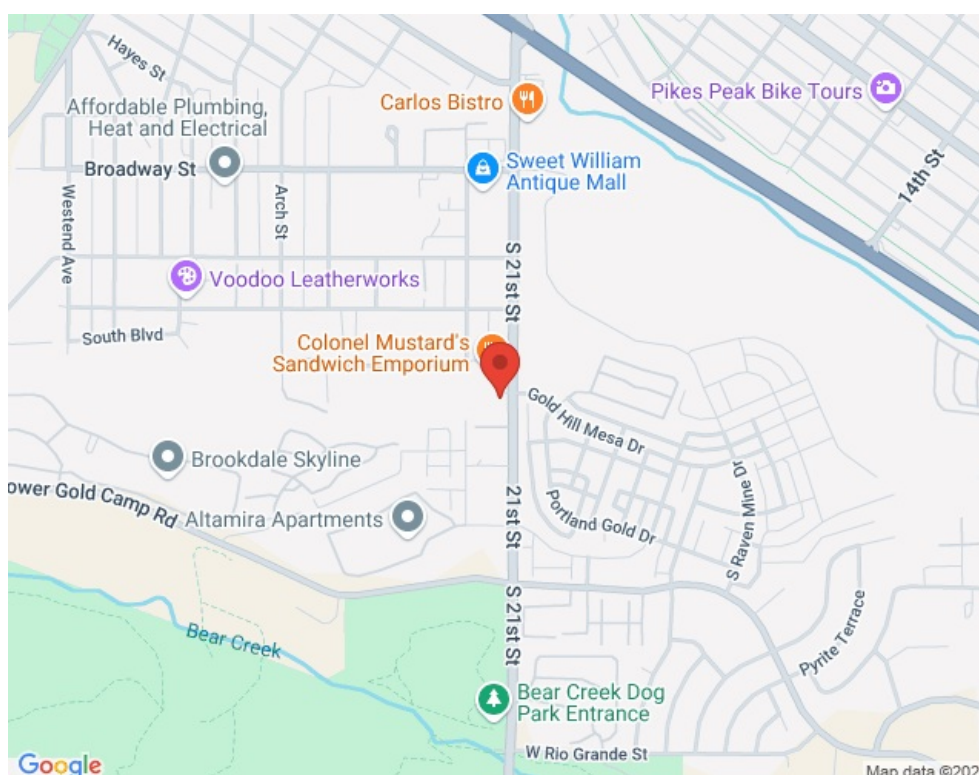 Hayes St
Affordable Plumbing,
Heat and Electrical
Carlos Bistro
Pikes Peak Bike Tours
Broadway St
Sweet William
Antique Mall
14th St
Westend Ave
Arch St
S 21st St
Voodoo Leatherworks
South Blvd
Colonel Mustard's
Sandwich Emporium
Gold Hill Mesa Dr
Brookdale Skyline
ower Gold Camp Rd
Altamira Apartments
21st St
Portland Gold Dr
S Raven Mine Dr
S 21st St
Pyrite Terrace
Bear Creek
Bear Creek Dog
Park Entrance
W Rio Grande St
Google
Map data ©202